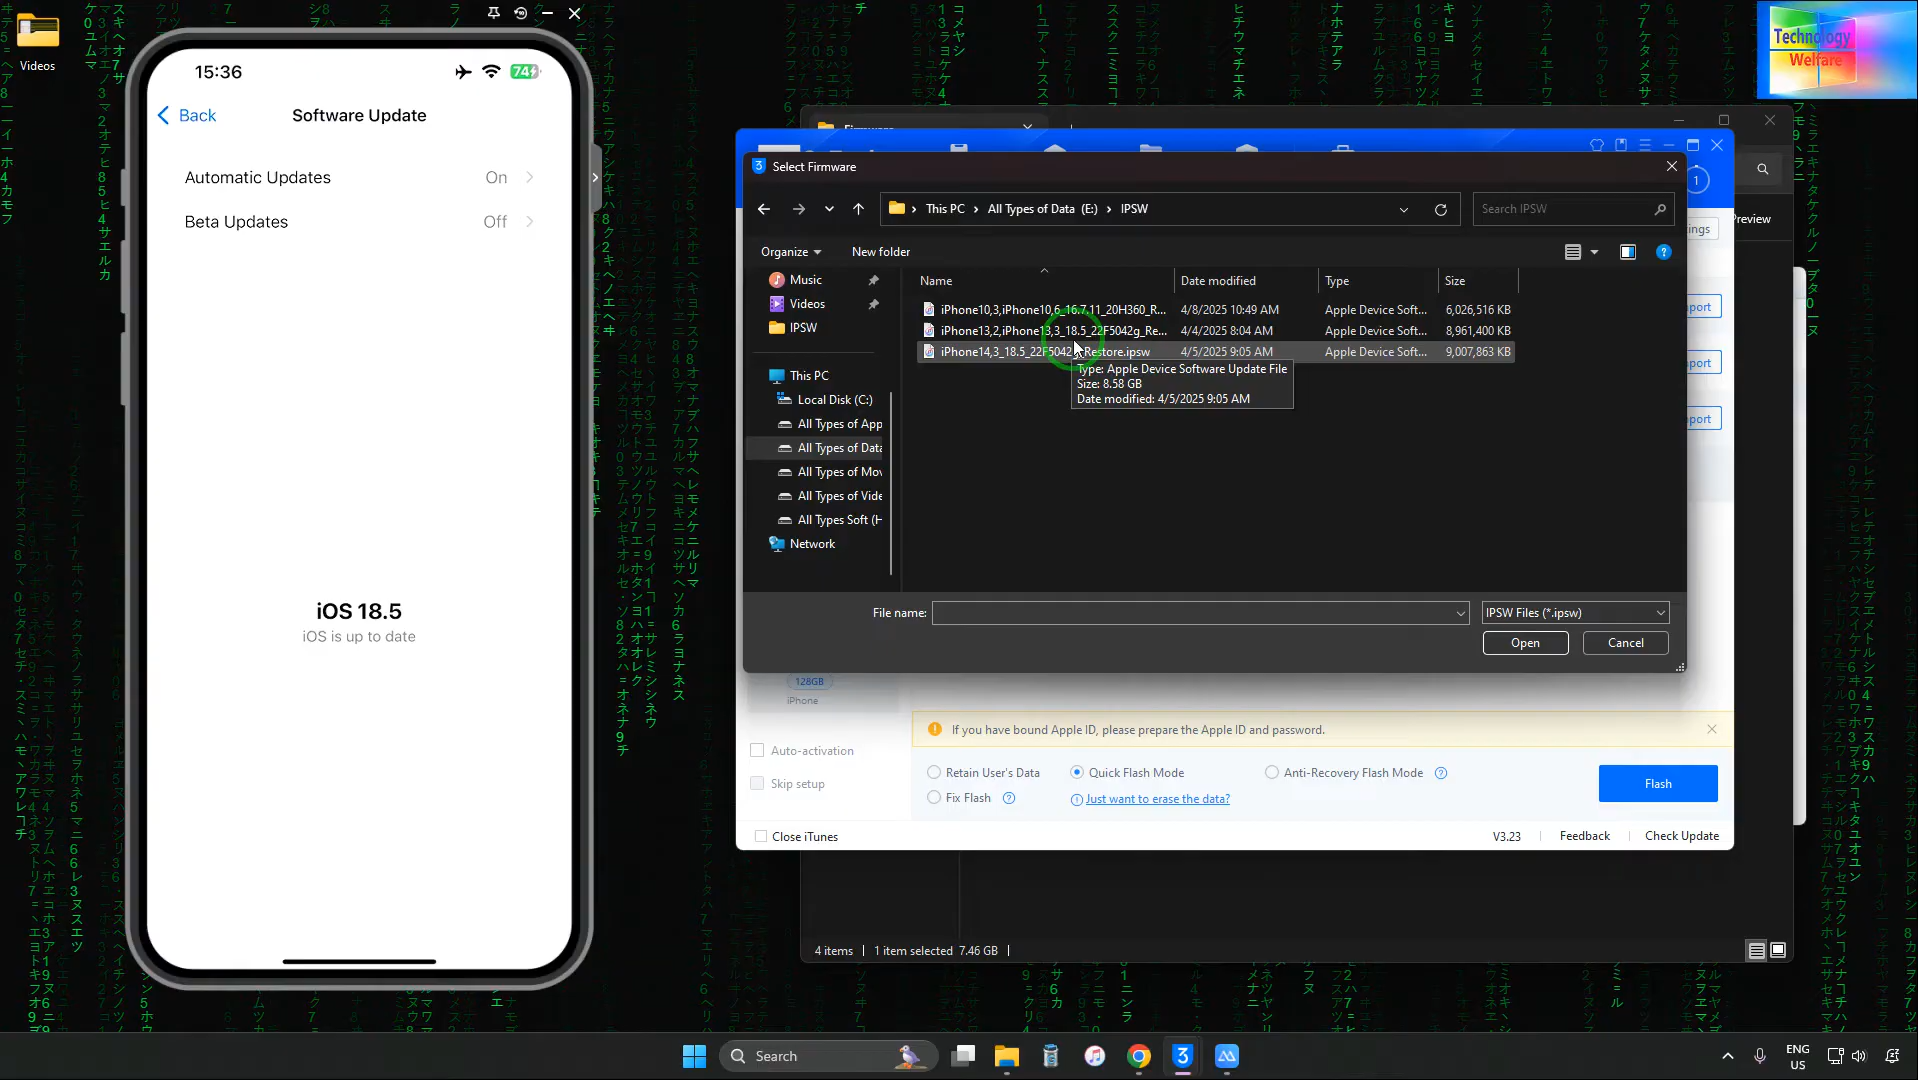 Videos
15:36
74
Back
Software Update
Automatic Updates On
Beta Updates Off
iOS 18.5
iOS is up to date
Technology
Welfare
Firmware
Select Firmware
1
This PC > All Types of Data (E:) > IPSW
Search IPSW
Preview
ings
Organize
New folder
Music
Videos
IPSW
This PC
Local Disk (C:)
All Types of App
All Types of Data
All Types of Mov
All Types of Vide
All Types Soft (H
Network
Name Date modified Type Size
iPhone10,3,iPhone10,6_16.7.11_20H360_R... 4/8/2025 10:49 AM Apple Device Soft... 6,026,516 KB
iPhone13,2,iPhone13,3_18.5_22F5042g_Re... 4/4/2025 8:04 AM Apple Device Soft... 8,961,400 KB
iPhone14,3_18.5_22F5042g_Restore.ipsw 4/5/2025 9:05 AM Apple Device Soft... 9,007,863 KB
Type: Apple Device Software Update File
Size: 8.58 GB
Date modified: 4/5/2025 9:05 AM
port
port
port
File name:
IPSW Files (*.ipsw)
Open
Cancel
128GB
iPhone
If you have bound Apple ID, please prepare the Apple ID and password.
Auto-activation
Skip setup
Retain User's Data
Quick Flash Mode
Anti-Recovery Flash Mode
Fix Flash
Just want to erase the data?
Flash
Close iTunes
V3.23
Feedback
Check Update
4 items
1 item selected 7.46 GB
Search
ENG
US